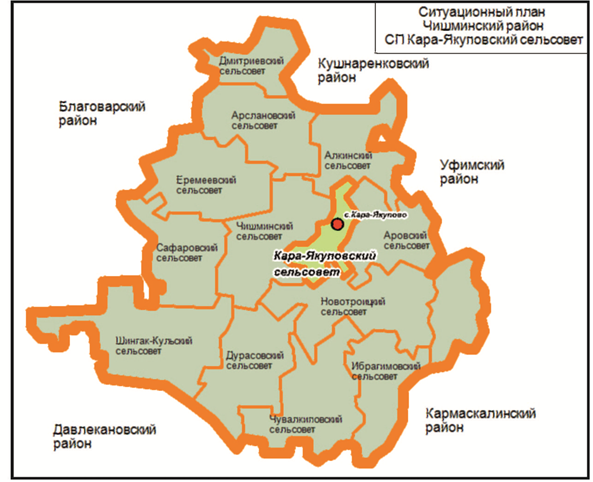 Ситуационный план
Чишминский район
СП Кара-Якуповский сельсовет
Дмитриевский
сельсовет
Кушнаренковский
район
Благоварский
район
Арслановский
сельсовет
Алкинский
сельсовет
Уфимский
район
Еремеевский
сельсовет
с.Кара-Якупово
Чишминский
сельсовет
Аровский
сельсовет
Сафаровский
сельсовет
Кара-Якуповский
сельсовет
Новотроицкий
сельсовет
Шингак-Кульский
сельсовет
Дурасовский
сельсовет
Ибрагимовский
сельсовет
Чувалкиповский
сельсовет
Давлекановский
район
Кармаскалинский
район